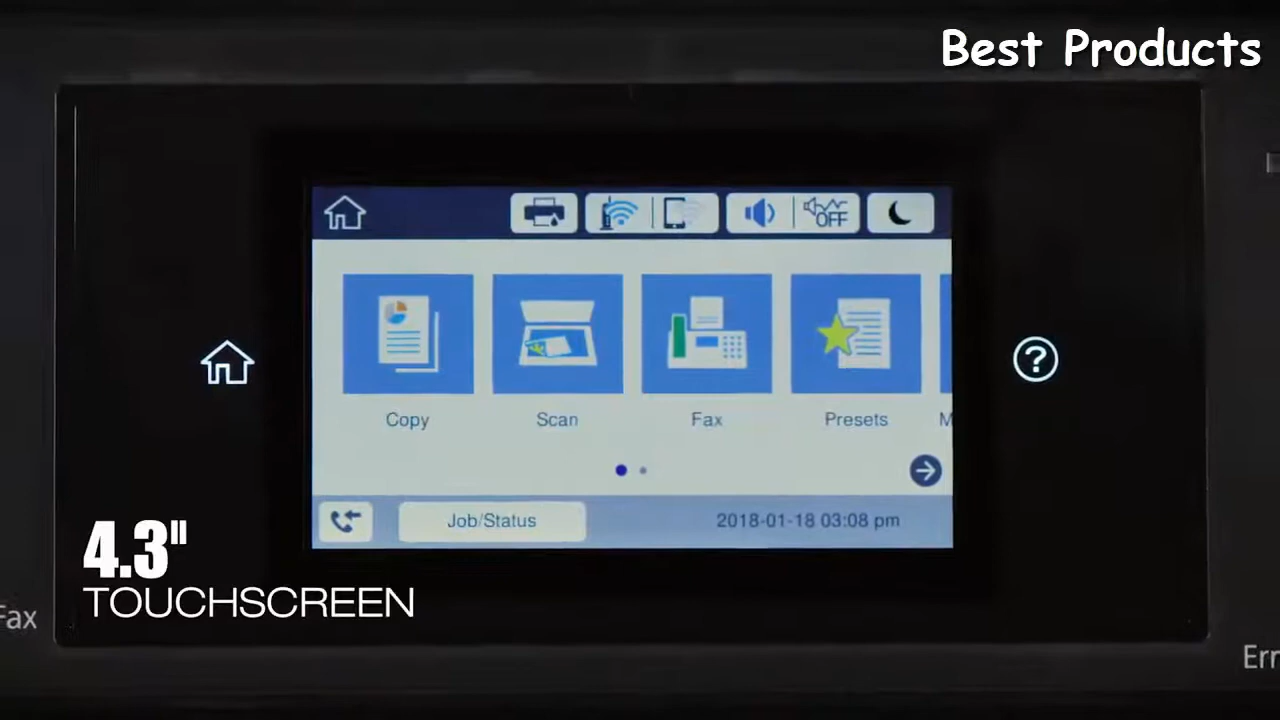 Best Products
OFF
Copy Scan Fax Presets M
Job/Status 2018-01-18 03:08 pm
4.3"
TOUCHSCREEN
Fax
Err